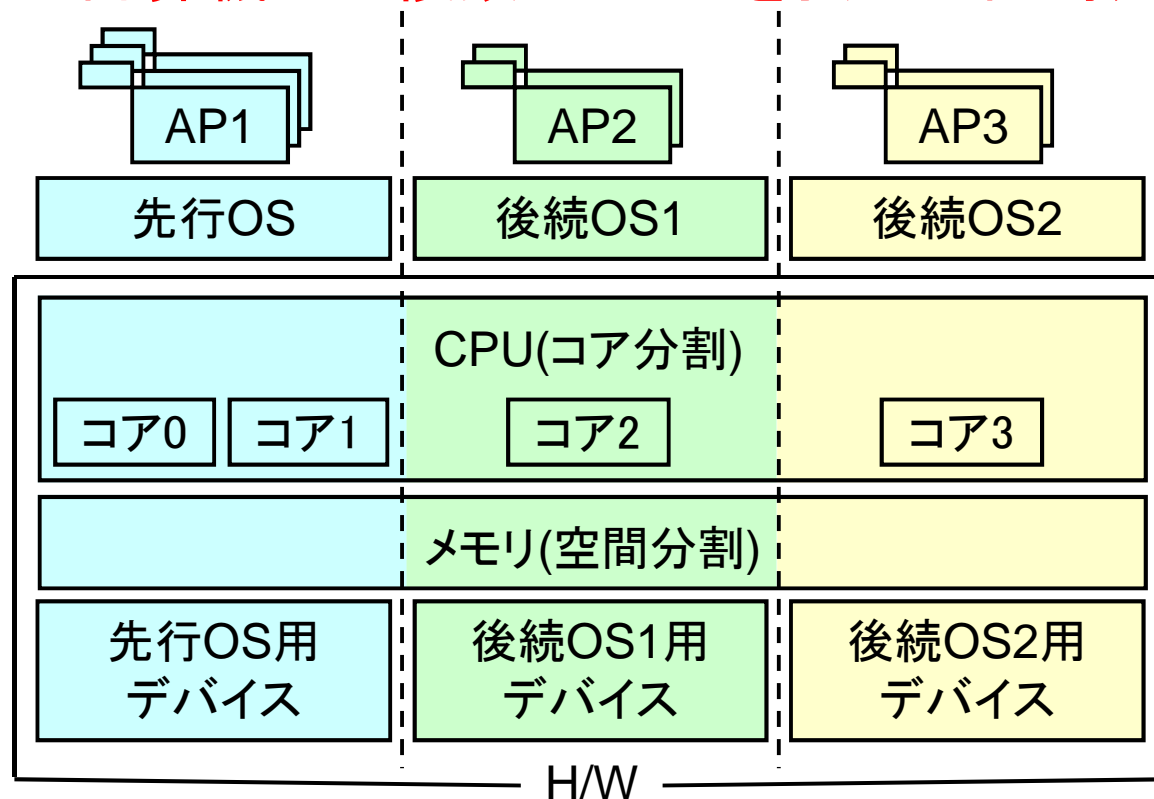 AP1
AP2
AP3
先行OS
後続OS1
後続OS2
CPU(コア分割)
コア0
コア1
コア2
コア3
メモリ(空間分割)
先行OS用
デバイス
後続OS1用
デバイス
後続OS2用
デバイス
H/W